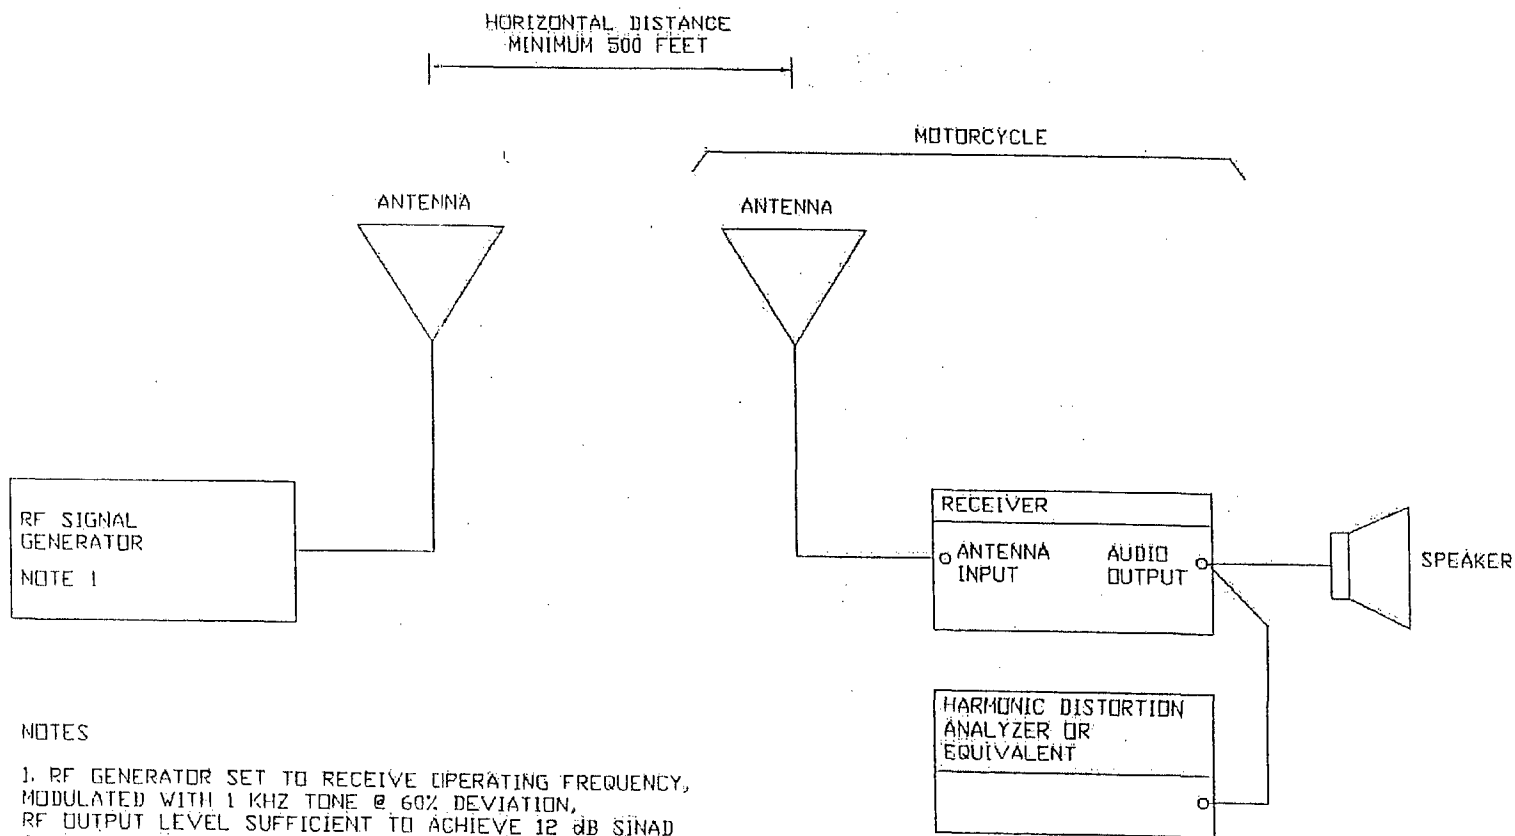 HORIZONTAL DISTANCE
MINIMUM 500 FEET
MOTORCYCLE
ANTENNA
ANTENNA
RF SIGNAL
GENERATOR
NOTE 1
RECEIVER
ANTENNA
INPUT
AUDIO
OUTPUT
SPEAKER
HARMONIC DISTORTION
ANALYZER OR
EQUIVALENT
NOTES
1. RF GENERATOR SET TO RECEIVE OPERATING FREQUENCY,
MODULATED WITH 1 KHZ TONE @ 60% DEVIATION,
RF OUTPUT LEVEL SUFFICIENT TO ACHIEVE 12 dB SINAD